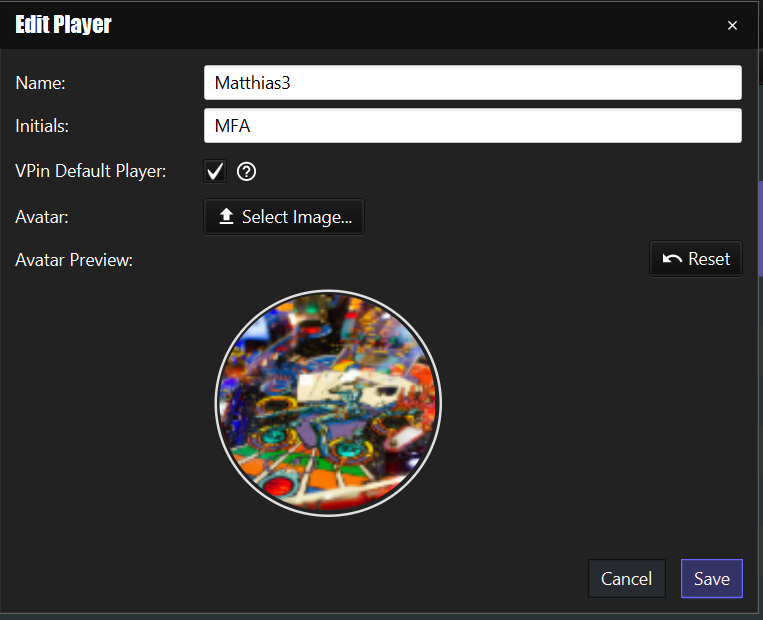 Edit Player
Name: Matthias3
Initials: MFA
VPin Default Player:
Avatar: Select Image...
Avatar Preview: Reset
Cancel Save